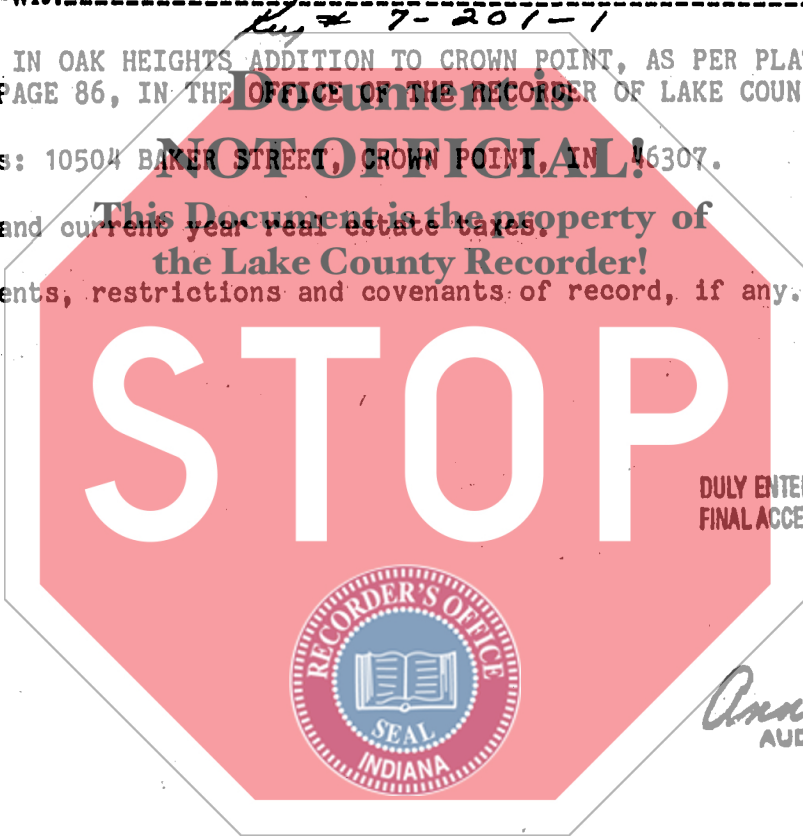 Key # 7-201-1
IN OAK HEIGHTS ADDITION TO CROWN POINT, AS PER PLA
PAGE 86, IN THE OFFICE OF THE RECORDER OF LAKE COUN
Document is
NOT OFFICIAL!
s: 10504 BAKER STREET, CROWN POINT, IN 46307.
This Document is the property of
and current year real estate taxes.
the Lake County Recorder!
ents, restrictions and covenants of record, if any.
STOP
DULY ENTE
FINAL ACCE
RECORDER'S OFFICE
SEAL
INDIANA
Ann
AUD